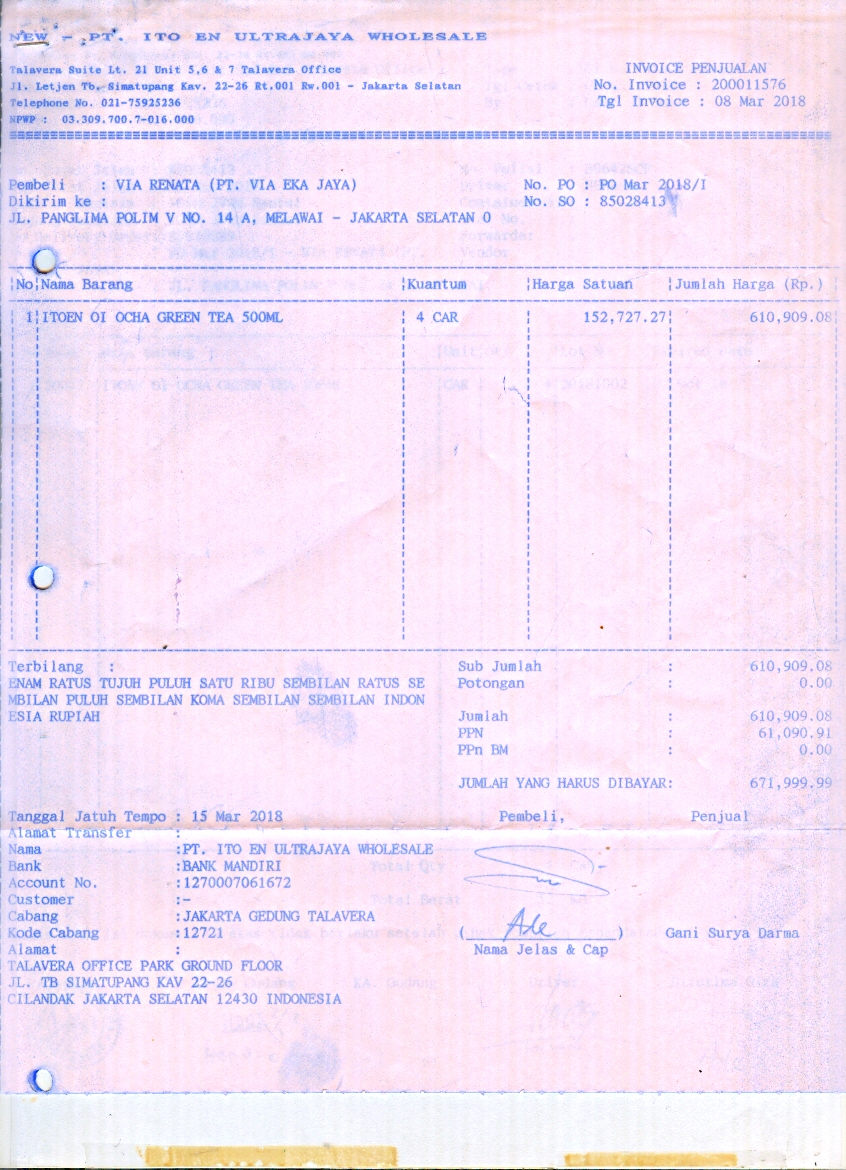 NEW - PT. ITO EN ULTRAJAYA WHOLESALE
Talavera Suite Lt. 21 Unit 5,6 & 7 Talavera Office
Jl. Letjen Tb. Simatupang Kav. 22-26 Rt.001 Rw.001 - Jakarta Selatan
Telephone No. 021-75925236
NPWP : 03.309.700.7-016.000
INVOICE PENJUALAN
No. Invoice : 200011576
Tgl Invoice : 08 Mar 2018
Pembeli : VIA RENATA (PT. VIA EKA JAYA)
Dikirim ke :
JL. PANGLIMA POLIM V NO. 14 A, MELAWAI - JAKARTA SELATAN 0
No. PO : PO Mar 2018/I
No. SO : 85028413
No Nama Barang Kuantum Harga Satuan Jumlah Harga (Rp.)
1 ITOEN OI OCHA GREEN TEA 500ML 4 CAR 152,727.27 610,909.08
Terbilang :
ENAM RATUS TUJUH PULUH SATU RIBU SEMBILAN RATUS SE
MBILAN PULUH SEMBILAN KOMA SEMBILAN SEMBILAN INDON
ESIA RUPIAH
Sub Jumlah : 610,909.08
Potongan : 0.00
Jumlah : 610,909.08
PPN : 61,090.91
PPn BM : 0.00
JUMLAH YANG HARUS DIBAYAR: 671,999.99
Tanggal Jatuh Tempo : 15 Mar 2018
Alamat Transfer :
Nama :PT. ITO EN ULTRAJAYA WHOLESALE
Bank :BANK MANDIRI
Account No. :1270007061672
Customer :-
Cabang :JAKARTA GEDUNG TALAVERA
Kode Cabang :12721
Alamat :
TALAVERA OFFICE PARK GROUND FLOOR
JL. TB SIMATUPANG KAV 22-26
CILANDAK JAKARTA SELATAN 12430 INDONESIA
Pembeli, Penjual
( Ade ) Gani Surya Darma
Nama Jelas & Cap